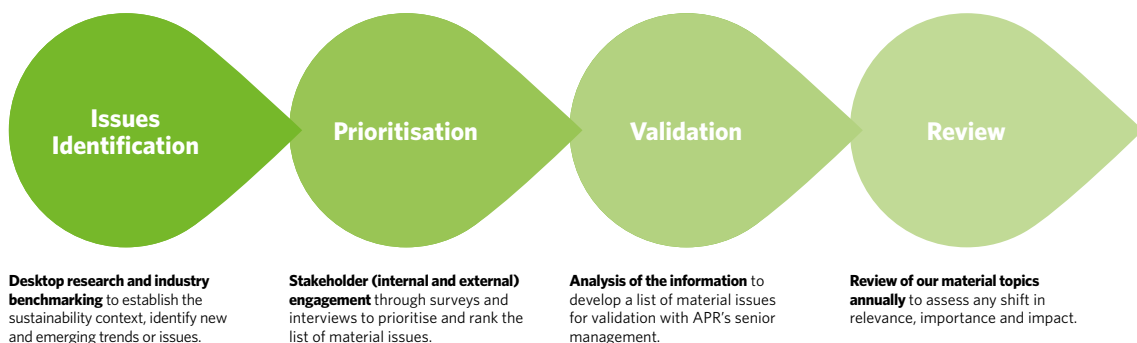 Issues
Identification
Prioritisation
Validation
Review
Desktop research and industry
benchmarking to establish the
sustainability context, identify new
and emerging trends or issues.
Stakeholder (internal and external)
engagement through surveys and
interviews to prioritise and rank the
list of material issues.
Analysis of the information to
develop a list of material issues
for validation with APR's senior
management.
Review of our material topics
annually to assess any shift in
relevance, importance and impact.